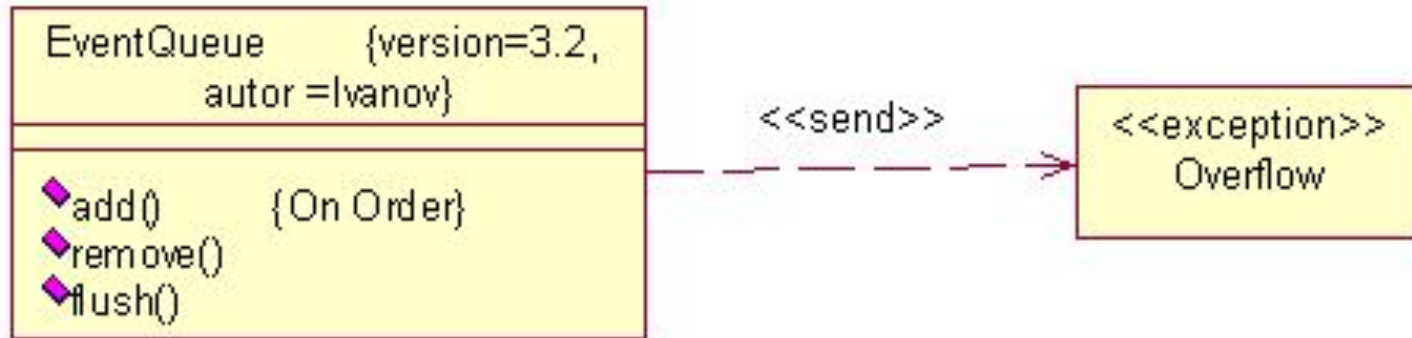 EventQueue {version=3.2,
autor =Ivanov}
add() {On Order}
remove()
flush()
<<send>>
<<exception>>
Overflow